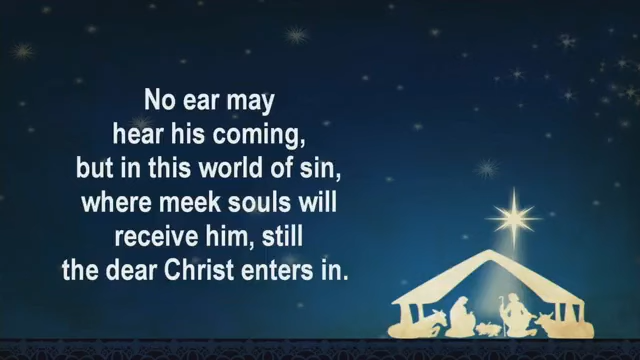 No ear may
hear his coming,
but in this world of sin,
where meek souls will
receive him, still
the dear Christ enters in.